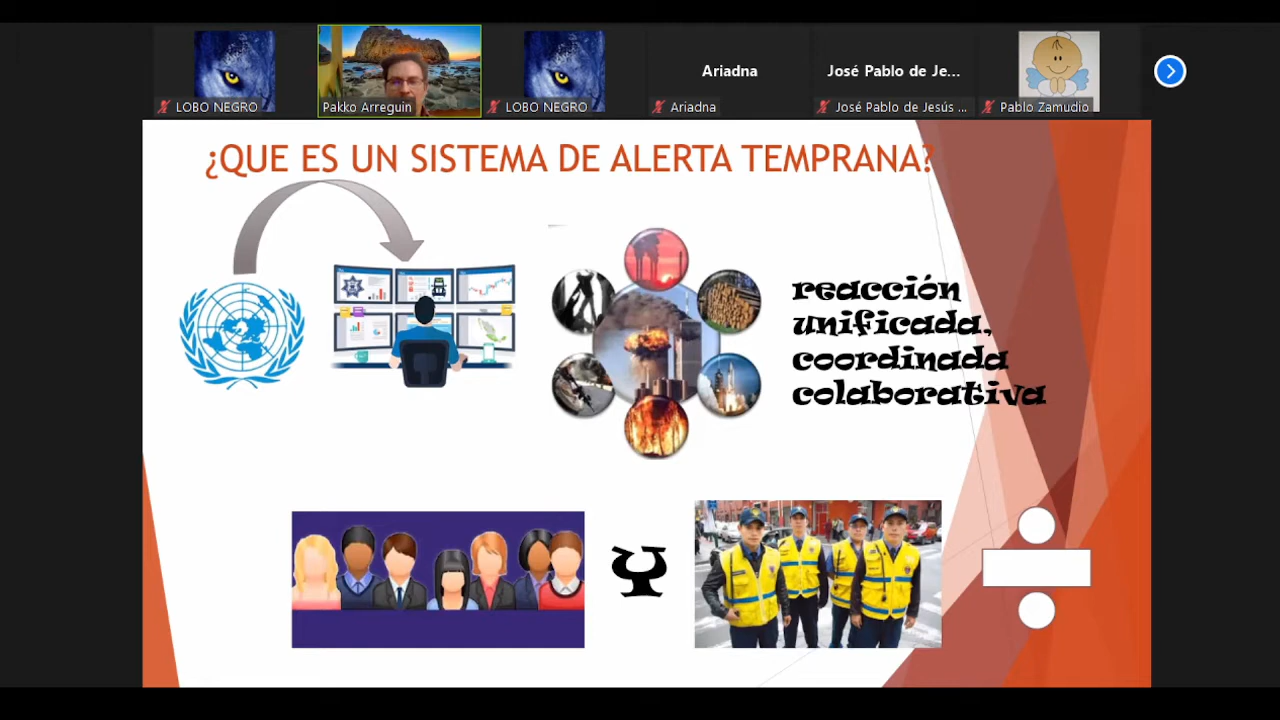 LOBO NEGRO
Pakko Arreguin
LOBO NEGRO
Ariadna
Ariadna
José Pablo de Je...
José Pablo de Jesús ...
Pablo Zamudio
¿QUE ES UN SISTEMA DE ALERTA TEMPRANA?
reacción
unificada,
coordinada
colaborativa
y